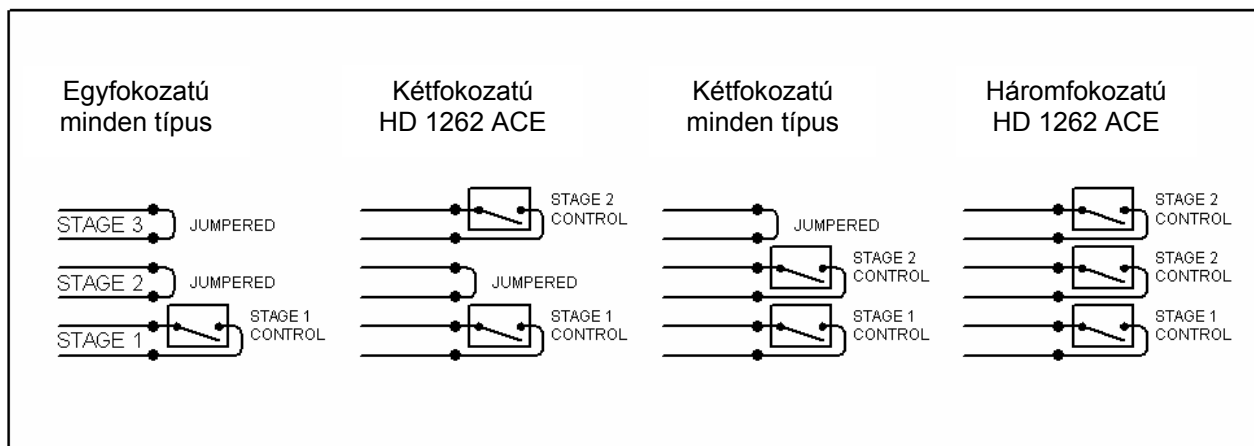 Egyfokozatú
minden típus
Kétfokozatú
HD 1262 ACE
Kétfokozatú
minden típus
Háromfokozatú
HD 1262 ACE
STAGE 3
JUMPERED
STAGE 2
JUMPERED
STAGE 1
STAGE 1
CONTROL
STAGE 2
CONTROL
JUMPERED
STAGE 1
CONTROL
JUMPERED
STAGE 2
CONTROL
STAGE 1
CONTROL
STAGE 2
CONTROL
STAGE 2
CONTROL
STAGE 1
CONTROL